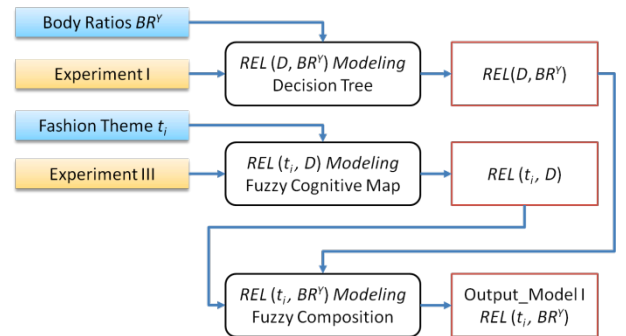 Body Ratios BR^Y
Experiment I
REL (D, BR^Y) Modeling
Decision Tree
REL(D, BR^Y)
Fashion Theme t_i
Experiment III
REL (t_i, D) Modeling
Fuzzy Cognitive Map
REL (t_i, D)
REL (t_i, BR^Y) Modeling
Fuzzy Composition
Output_Model I
REL (t_i, BR^Y)